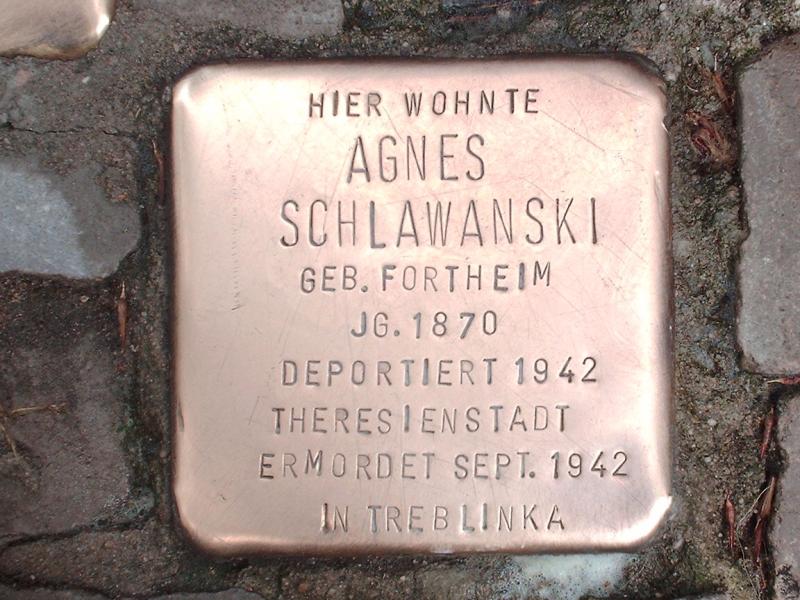 HIER WOHNTE
AGNES
SCHLAWANSKI
GEB. FORTHEIM
JG. 1870
DEPORTIERT 1942
THERESIENSTADT
ERMORDET SEPT. 1942
IN TREBLINKA